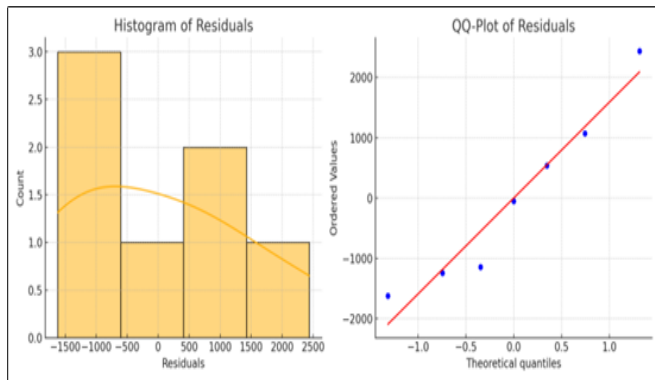 Histogram of Residuals
3.0
2.5
2.0
1.5
1.0
0.5
0.0
Count
−1500 −1000 −500 0 500 1000 1500 2000 2500
Residuals
QQ-Plot of Residuals
2000
1000
0
−1000
−2000
Ordered Values
−1.0 −0.5 0.0 0.5 1.0
Theoretical quantiles